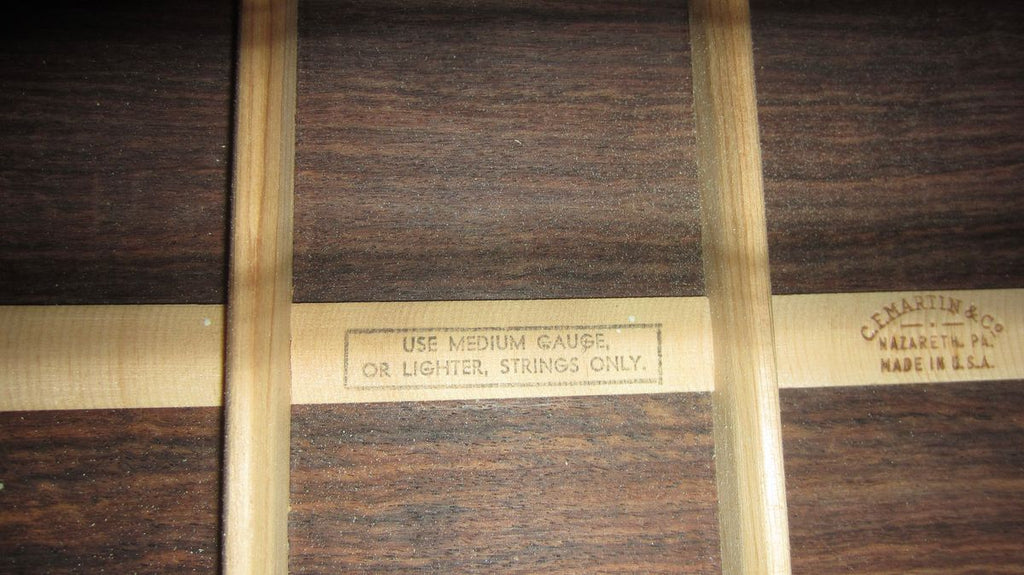 USE MEDIUM GAUGE,
OR LIGHTER, STRINGS ONLY.
C.F. MARTIN & Co
NAZARETH, PA.
MADE IN U.S.A.